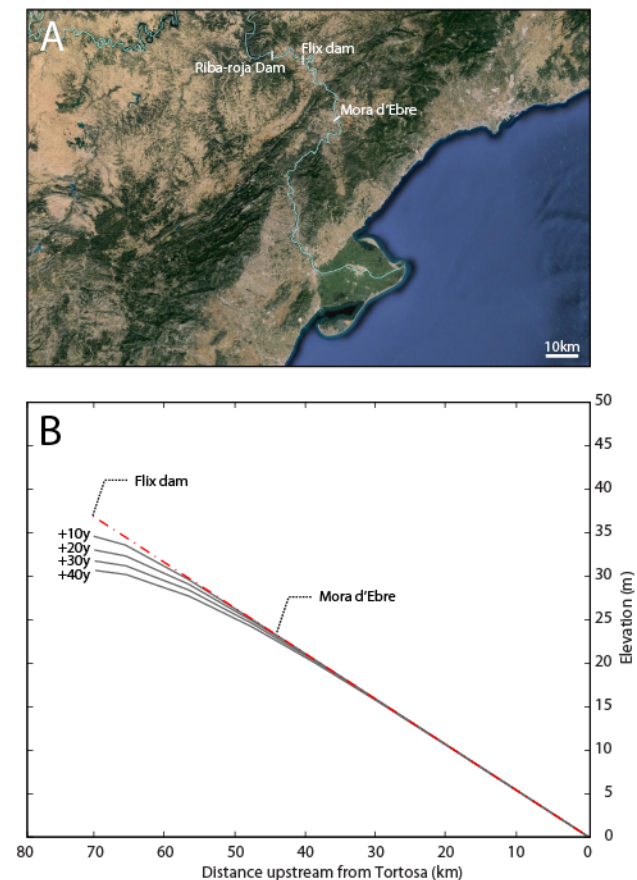 A
Flix dam
Riba-roja Dam
Mora d'Ebre
10km
B
50
45
40
35
30
25
20
15
10
5
0
Elevation (m)
Flix dam
+10y
+20y
+30y
+40y
Mora d'Ebre
80 70 60 50 40 30 20 10 0
Distance upstream from Tortosa (km)